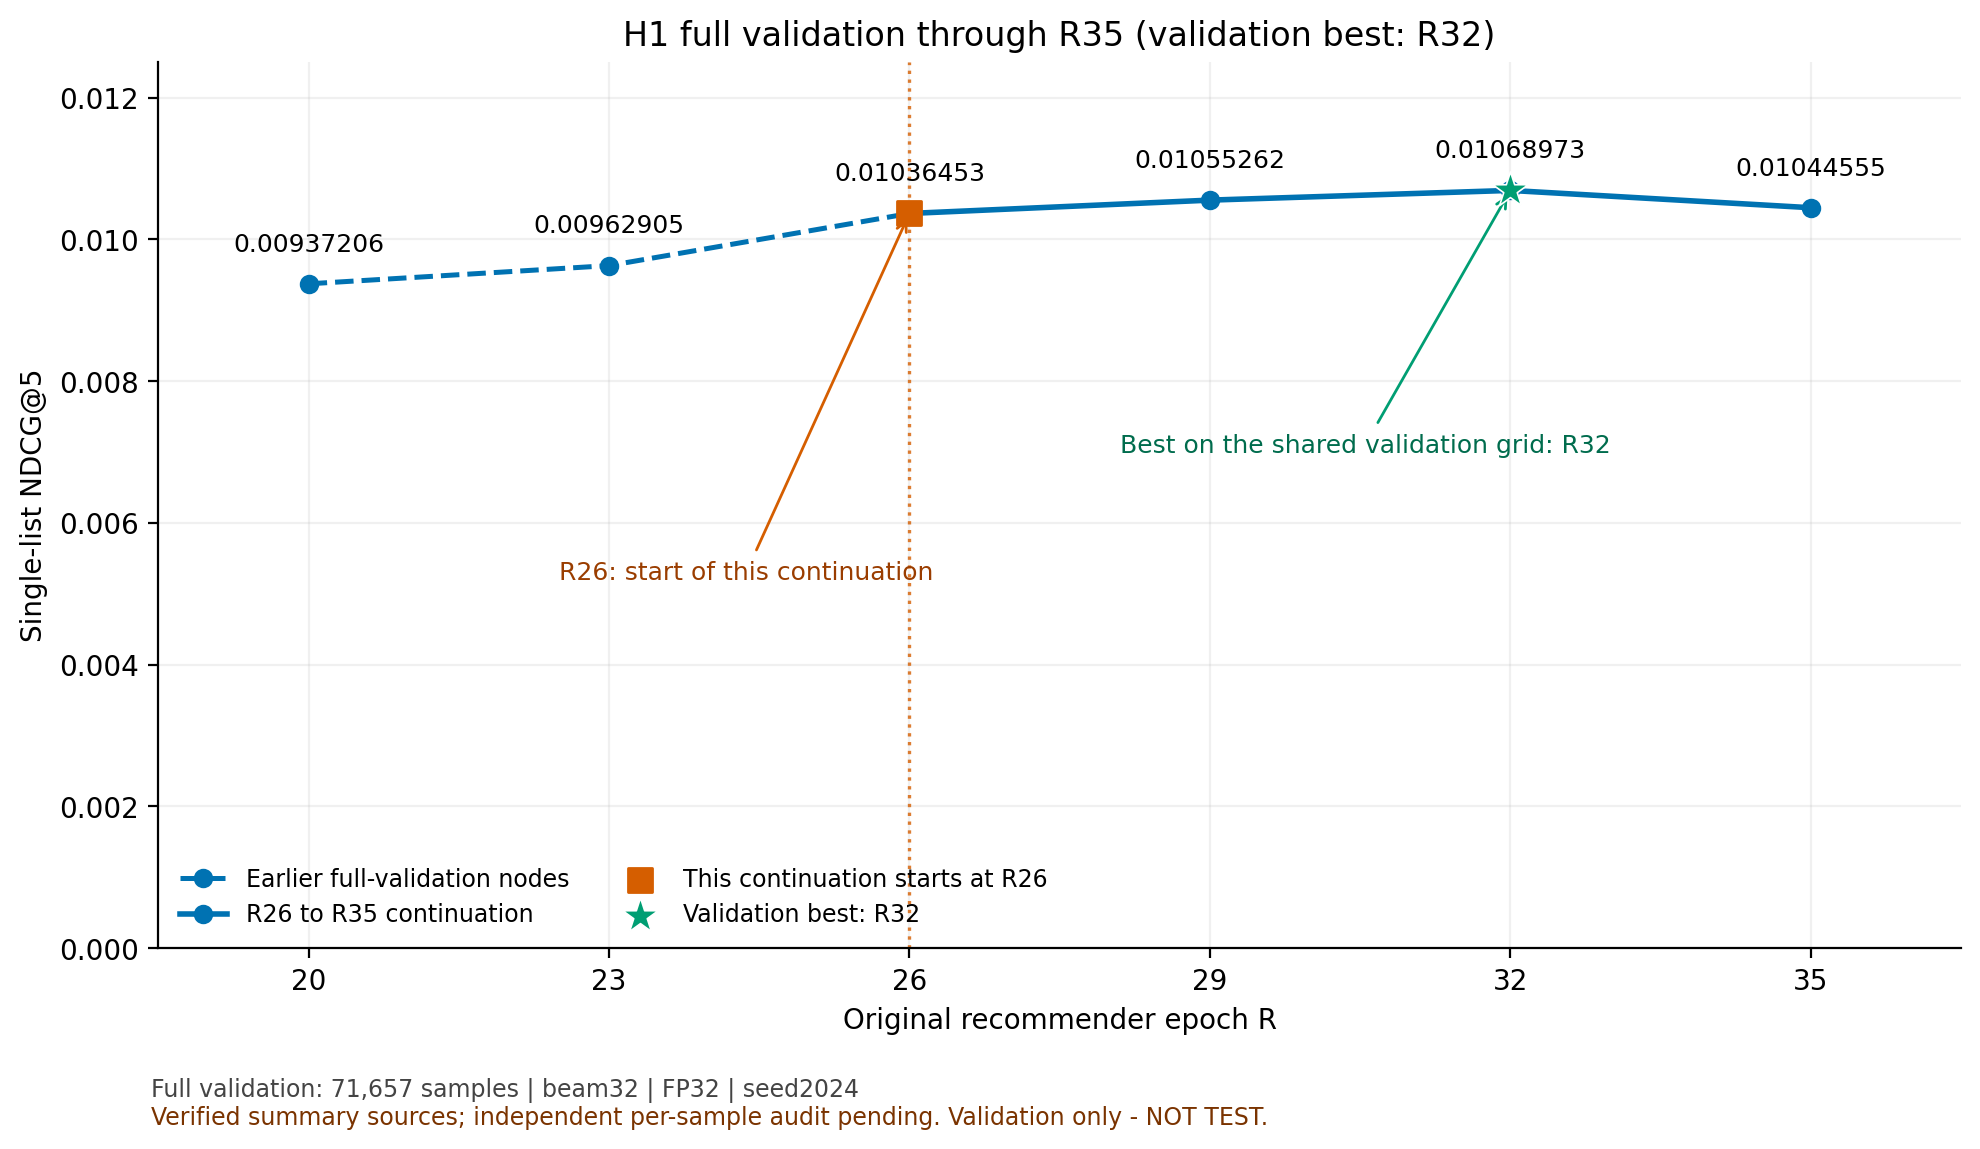 H1 full validation through R35 (validation best: R32)
Single-list NDCG@5
0.012
0.010
0.008
0.006
0.004
0.002
0.000
0.00937206
0.00962905
0.01036453
0.01055262
0.01068973
0.01044555
Best on the shared validation grid: R32
R26: start of this continuation
Earlier full-validation nodes
R26 to R35 continuation
This continuation starts at R26
Validation best: R32
20 23 26 29 32 35
Original recommender epoch R
Full validation: 71,657 samples | beam32 | FP32 | seed2024
Verified summary sources; independent per-sample audit pending. Validation only - NOT TEST.